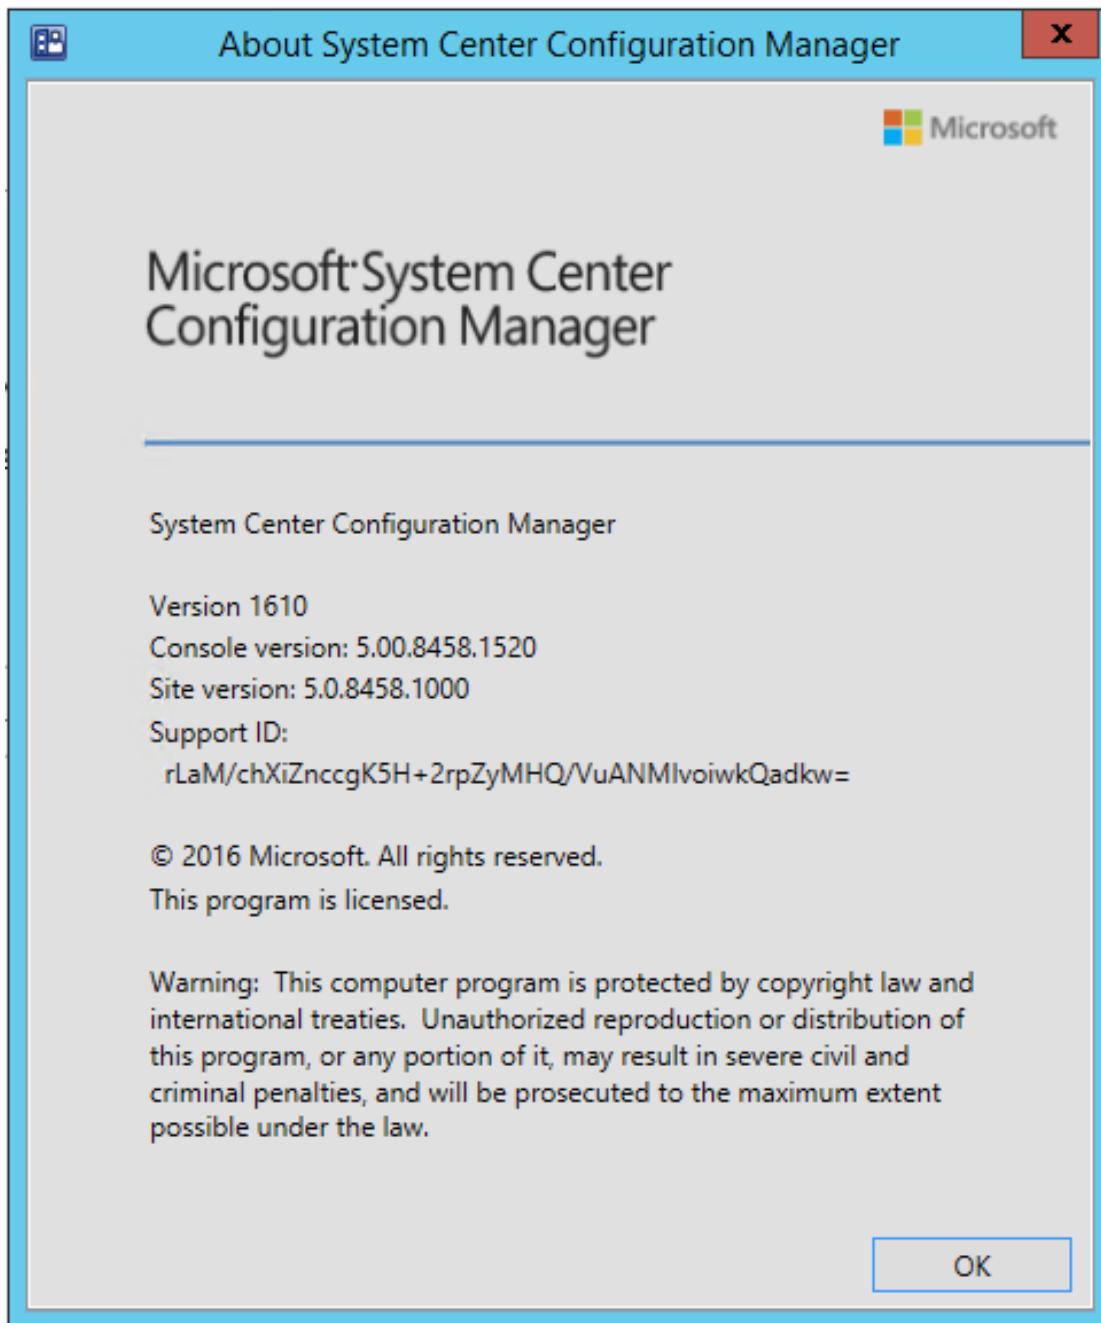 About System Center Configuration Manager
x
Microsoft
Microsoft System Center
Configuration Manager
System Center Configuration Manager
Version 1610
Console version: 5.00.8458.1520
Site version: 5.0.8458.1000
Support ID:
rLaM/chXiZnccgK5H+2rpZyMHQ/VuANMIvoiwkQadkw=
© 2016 Microsoft. All rights reserved.
This program is licensed.
Warning:  This computer program is protected by copyright law and
international treaties.  Unauthorized reproduction or distribution of
this program, or any portion of it, may result in severe civil and
criminal penalties, and will be prosecuted to the maximum extent
possible under the law.
OK